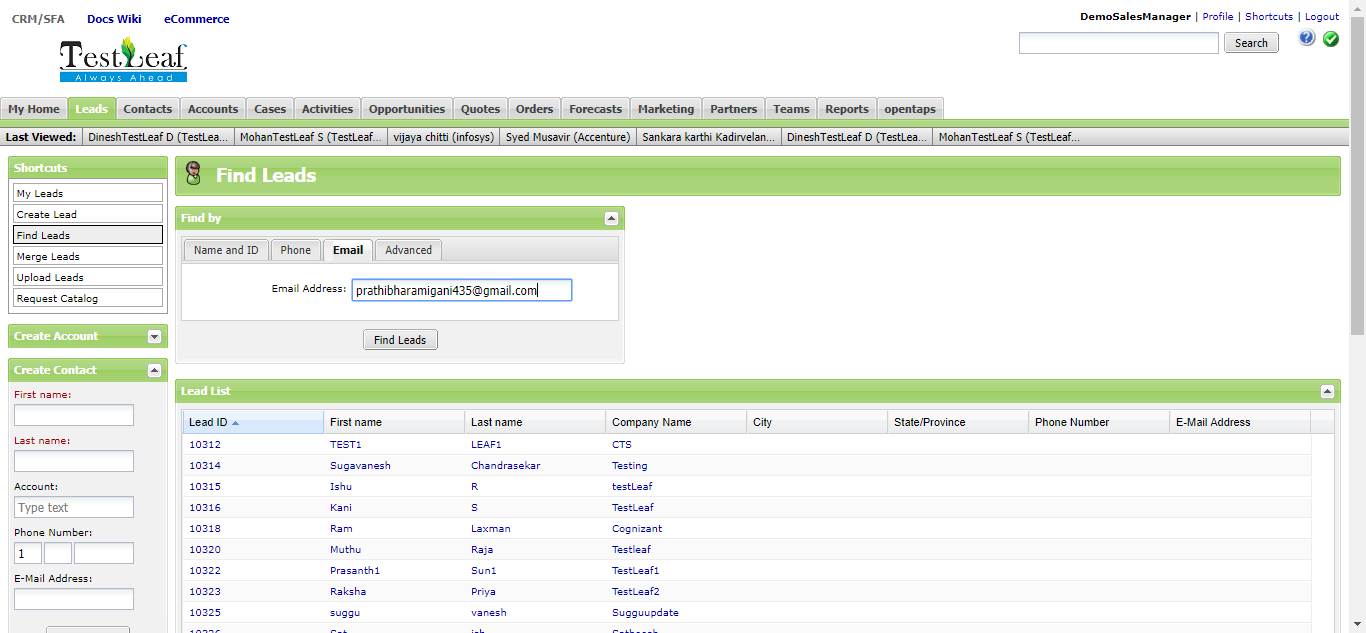 CRM/SFA Docs Wiki eCommerce
DemoSalesManager | Profile | Shortcuts | Logout
TestLeaf
Always Ahead
Search
My Home Leads Contacts Accounts Cases Activities Opportunities Quotes Orders Forecasts Marketing Partners Teams Reports opentaps
Last Viewed: DineshTestLeaf D (TestLea... MohanTestLeaf S (TestLeaf... vijaya chitti (infosys) Syed Musavir (Accenture) Sankara karthi Kadirvelan... DineshTestLeaf D (TestLea... MohanTestLeaf S (TestLeaf...
Shortcuts
My Leads
Create Lead
Find Leads
Merge Leads
Upload Leads
Request Catalog
Create Account
Create Contact
First name:
Last name:
Account:
Type text
Phone Number:
1
E-Mail Address:
Find Leads
Find by
Name and ID Phone Email Advanced
Email Address: prathibharamigani435@gmail.com
Find Leads
Lead List
Lead ID First name Last name Company Name City State/Province Phone Number E-Mail Address
10312 TEST1 LEAF1 CTS
10314 Sugavanesh Chandrasekar Testing
10315 Ishu R testLeaf
10316 Kani S TestLeaf
10318 Ram Laxman Cognizant
10320 Muthu Raja Testleaf
10322 Prasanth1 Sun1 TestLeaf1
10323 Raksha Priya TestLeaf2
10325 suggu vanesh Sugguupdate